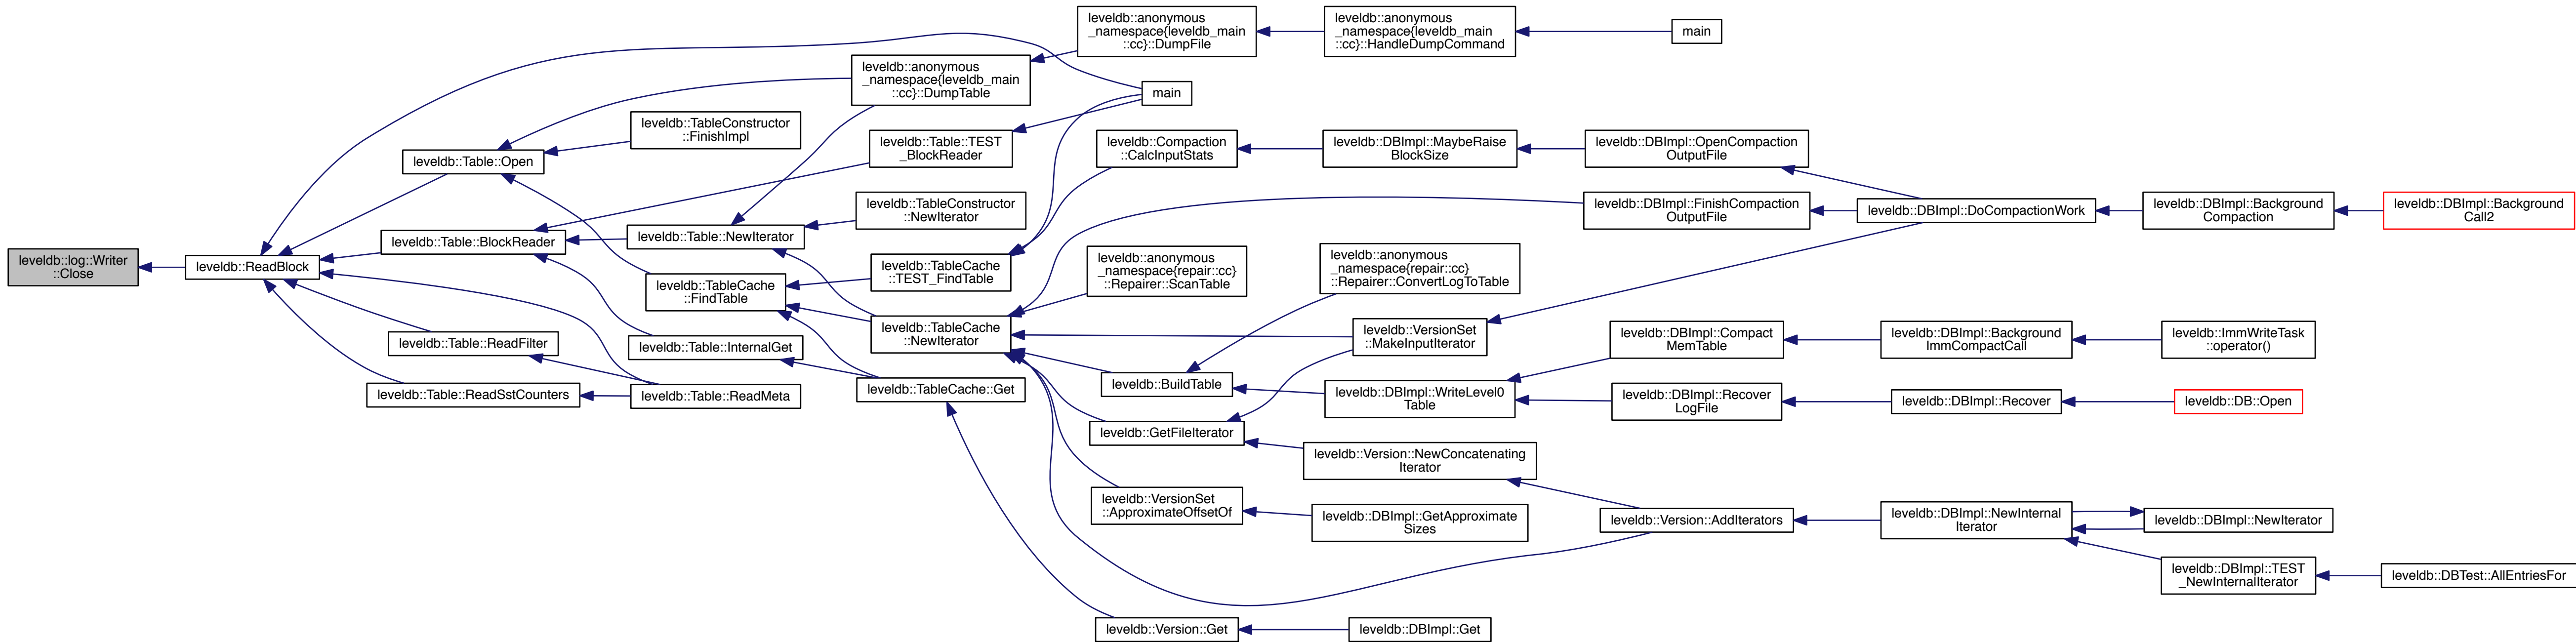 leveldb::log::Writer
::Close
leveldb::ReadBlock
leveldb::Table::Open
leveldb::Table::BlockReader
leveldb::Table::ReadFilter
leveldb::Table::ReadSstCounters
leveldb::TableConstructor
::FinishImpl
leveldb::Table::NewIterator
leveldb::TableCache
::FindTable
leveldb::Table::InternalGet
leveldb::Table::ReadMeta
leveldb::anonymous
_namespace{leveldb_main
::cc}::DumpTable
leveldb::Table::TEST
_BlockReader
leveldb::TableConstructor
::NewIterator
leveldb::TableCache
::TEST_FindTable
leveldb::TableCache
::NewIterator
leveldb::TableCache::Get
leveldb::anonymous
_namespace{leveldb_main
::cc}::DumpFile
main
leveldb::Compaction
::CalcInputStats
leveldb::anonymous
_namespace{repair::cc}
::Repairer::ScanTable
leveldb::BuildTable
leveldb::GetFileIterator
leveldb::VersionSet
::ApproximateOffsetOf
leveldb::Version::Get
leveldb::anonymous
_namespace{leveldb_main
::cc}::HandleDumpCommand
leveldb::DBImpl::MaybeRaise
BlockSize
leveldb::anonymous
_namespace{repair::cc}
::Repairer::ConvertLogToTable
leveldb::VersionSet
::MakeInputIterator
leveldb::DBImpl::WriteLevel0
Table
leveldb::Version::NewConcatenating
Iterator
leveldb::DBImpl::GetApproximate
Sizes
leveldb::DBImpl::Get
main
leveldb::DBImpl::OpenCompaction
OutputFile
leveldb::DBImpl::FinishCompaction
OutputFile
leveldb::DBImpl::Compact
MemTable
leveldb::DBImpl::Recover
LogFile
leveldb::Version::AddIterators
leveldb::DBImpl::DoCompactionWork
leveldb::DBImpl::Background
ImmCompactCall
leveldb::DBImpl::Recover
leveldb::DBImpl::NewInternal
Iterator
leveldb::DBImpl::Background
Compaction
leveldb::ImmWriteTask
::operator()
leveldb::DB::Open
leveldb::DBImpl::NewIterator
leveldb::DBImpl::TEST
_NewInternalIterator
leveldb::DBImpl::Background
Call2
leveldb::DBTest::AllEntriesFor